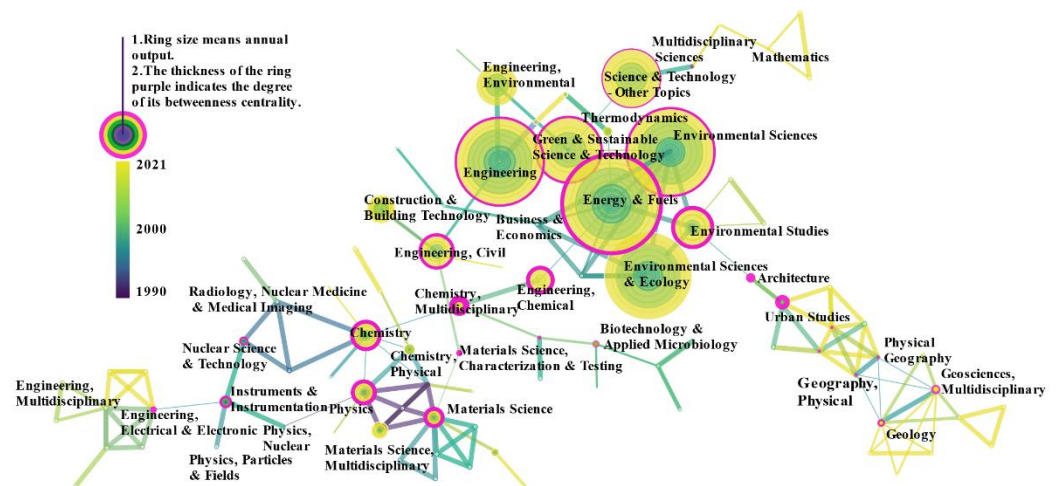 1.Ring size means annual
output.
2.The thickness of the ring
purple indicates the degree
of its betweenness centrality.
2021
2000
1990
Multidisciplinary
Sciences
Mathematics
Engineering,
Environmental
Science & Technology
- Other Topics
Thermodynamics
Green & Sustainable
Science & Technology
Environmental Sciences
Engineering
Energy & Fuels
Construction &
Building Technology
Business &
Economics
Environmental Studies
Engineering, Civil
Environmental Sciences
& Ecology
Architecture
Engineering,
Chemical
Radiology, Nuclear Medicine
& Medical Imaging
Chemistry,
Multidisciplinary
Urban Studies
Chemistry
Biotechnology &
Applied Microbiology
Nuclear Science
& Technology
Chemistry,
Physical
Materials Science,
Characterization & Testing
Physical
Geography
Geography,
Physical
Geosciences,
Multidisciplinary
Engineering,
Multidisciplinary
Instruments &
Instrumentation
Physics
Materials Science
Engineering,
Electrical & Electronic
Physics,
Nuclear
Geology
Physics, Particles
& Fields
Materials Science,
Multidisciplinary